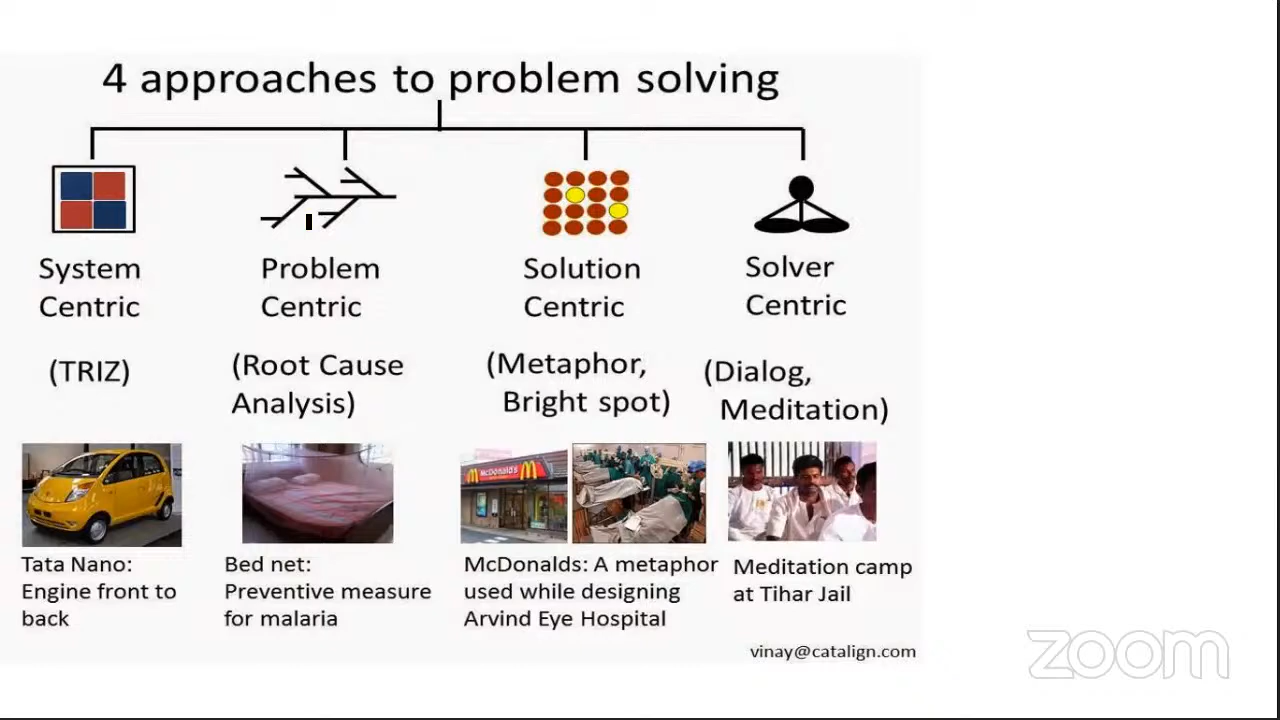 4 approaches to problem solving
System
Centric
Problem
Centric
Solution
Centric
Solver
Centric
(TRIZ)
(Root Cause
Analysis)
(Metaphor,
Bright spot)
(Dialog,
Meditation)
McDonald's
Tata Nano:
Engine front to
back
Bed net:
Preventive measure
for malaria
McDonalds: A metaphor
used while designing
Arvind Eye Hospital
Meditation camp
at Tihar Jail
vinay@catalign.com
zoom